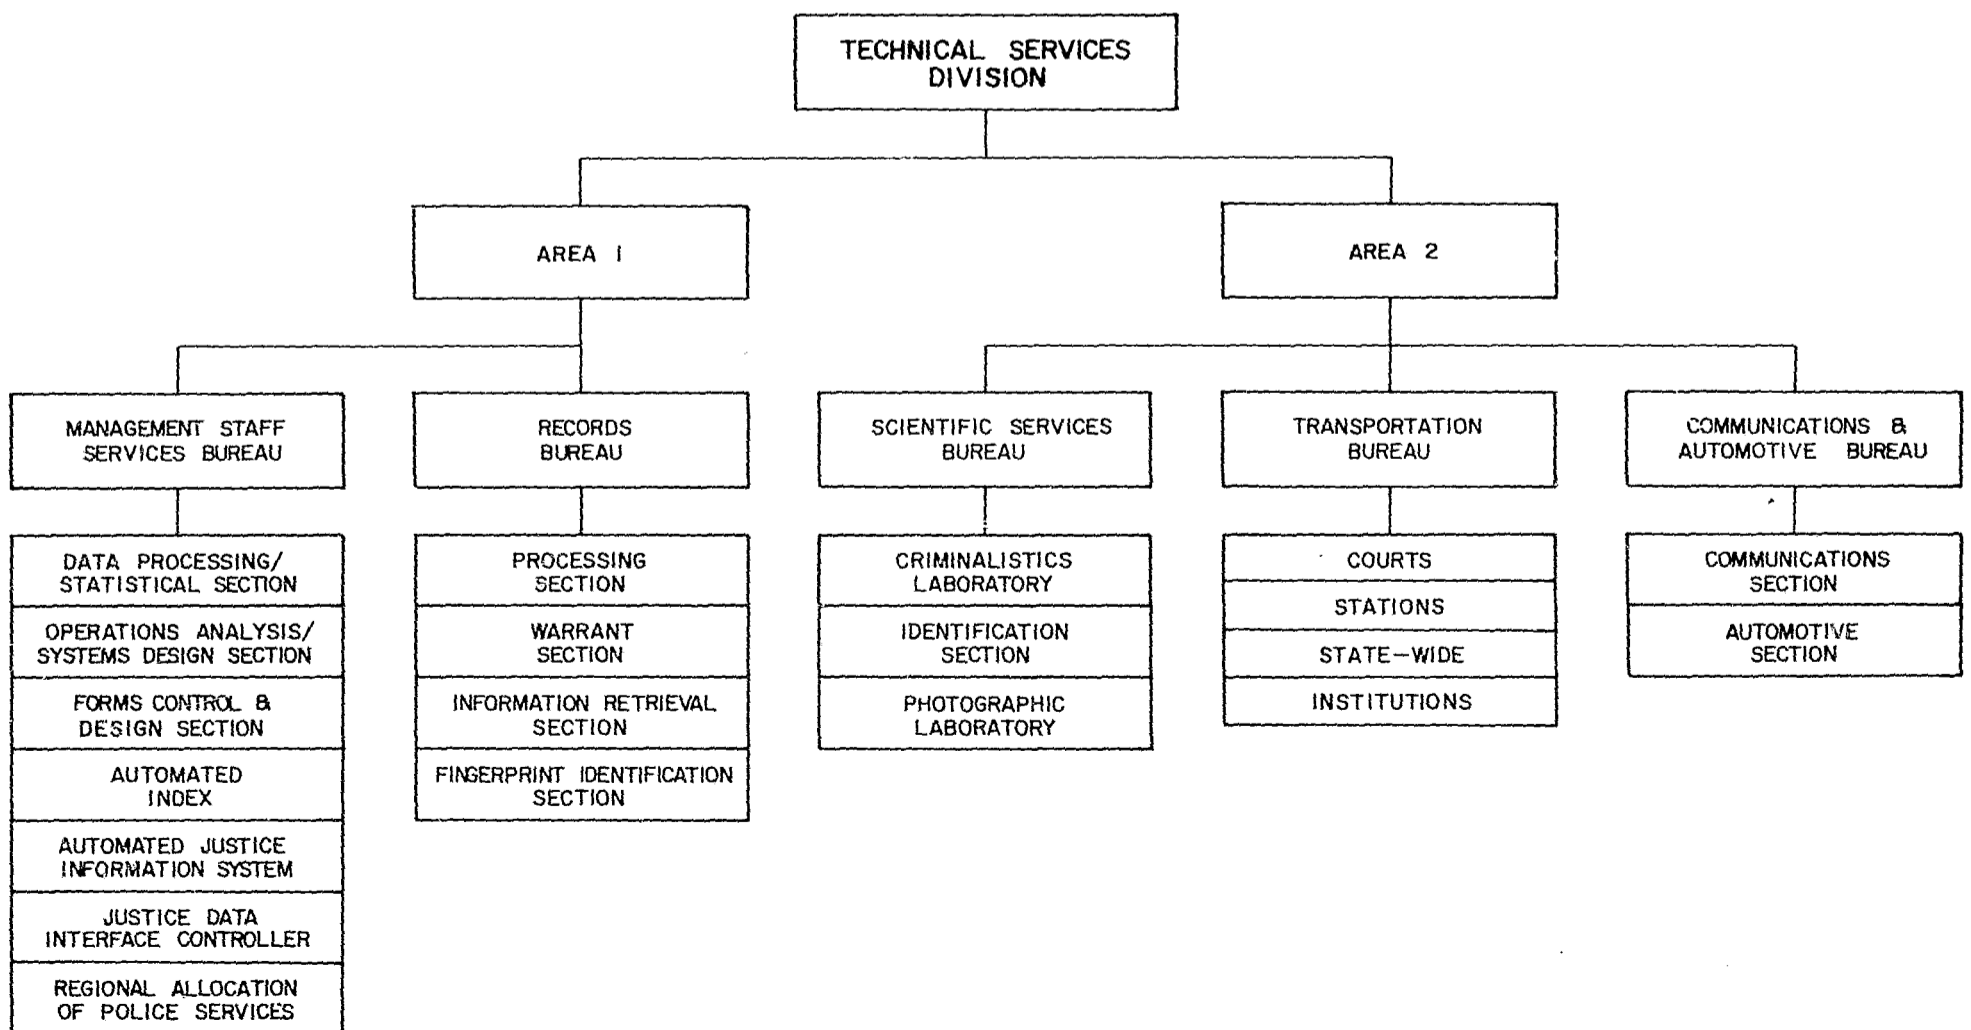 TECHNICAL SERVICES
DIVISION
AREA 1
AREA 2
MANAGEMENT STAFF
SERVICES BUREAU
RECORDS
BUREAU
SCIENTIFIC SERVICES
BUREAU
TRANSPORTATION
BUREAU
COMMUNICATIONS &
AUTOMOTIVE BUREAU
DATA PROCESSING/
STATISTICAL SECTION
OPERATIONS ANALYSIS/
SYSTEMS DESIGN SECTION
FORMS CONTROL &
DESIGN SECTION
AUTOMATED
INDEX
AUTOMATED JUSTICE
INFORMATION SYSTEM
JUSTICE DATA
INTERFACE CONTROLLER
REGIONAL ALLOCATION
OF POLICE SERVICES
PROCESSING
SECTION
WARRANT
SECTION
INFORMATION RETRIEVAL
SECTION
FINGERPRINT IDENTIFICATION
SECTION
CRIMINALISTICS
LABORATORY
IDENTIFICATION
SECTION
PHOTOGRAPHIC
LABORATORY
COURTS
STATIONS
STATE-WIDE
INSTITUTIONS
COMMUNICATIONS
SECTION
AUTOMOTIVE
SECTION